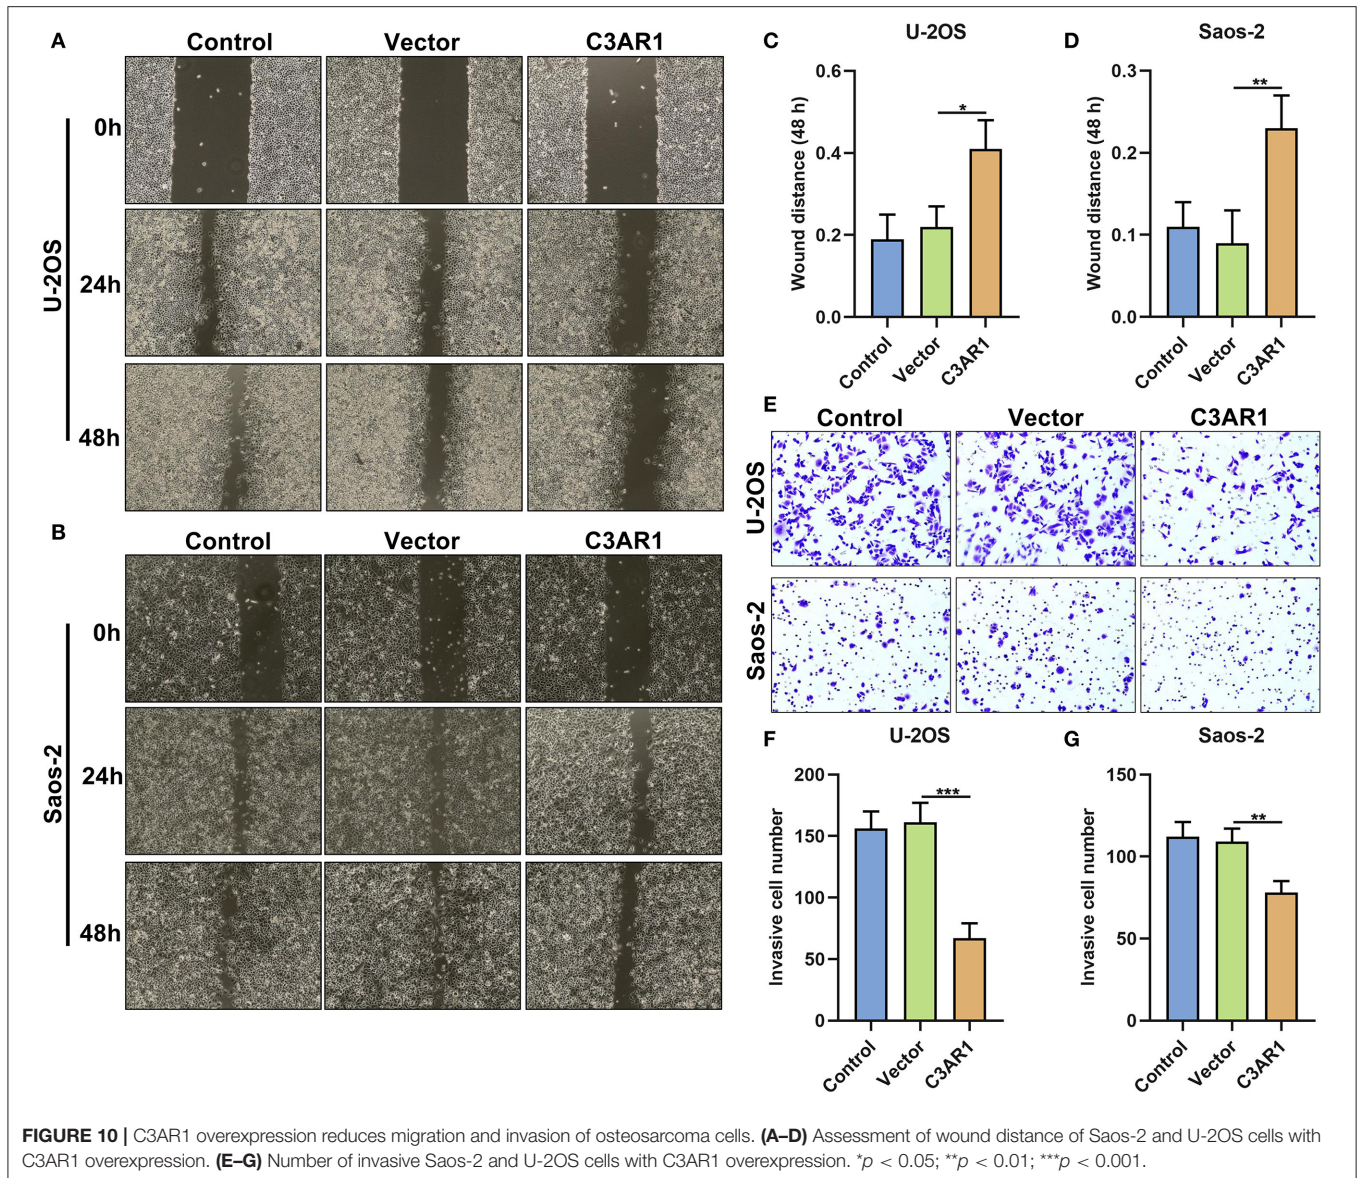 A
Control
Vector
C3AR1
U-2OS
0h
24h
48h
B
Control
Vector
C3AR1
Saos-2
0h
24h
48h
C
U-2OS
Wound distance (48 h)
0.6
0.4
0.2
0.0
*
Control
Vector
C3AR1
D
Saos-2
Wound distance (48 h)
0.3
0.2
0.1
0.0
**
Control
Vector
C3AR1
E
Control
Vector
C3AR1
U-2OS
Saos-2
F
U-2OS
Invasive cell number
200
150
100
50
0
***
Control
Vector
C3AR1
G
Saos-2
Invasive cell number
150
100
50
0
**
Control
Vector
C3AR1
FIGURE 10 | C3AR1 overexpression reduces migration and invasion of osteosarcoma cells. (A–D) Assessment of wound distance of Saos-2 and U-2OS cells with
C3AR1 overexpression. (E–G) Number of invasive Saos-2 and U-2OS cells with C3AR1 overexpression. *p < 0.05; **p < 0.01; ***p < 0.001.